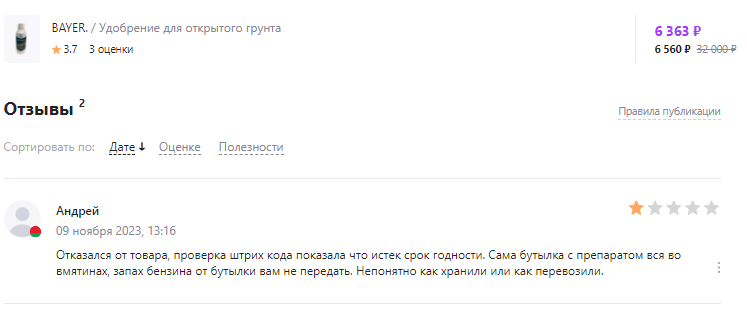 BAYER. / Удобрение для открытого грунта
3.7 3 оценки
6 363 ₽
6 560 ₽ 32 000 ₽
Отзывы 2
Правила публикации
Сортировать по: Дате Оценке Полезности
Андрей
09 ноября 2023, 13:16
Отказался от товара, проверка штрих кода показала что истек срок годности. Сама бутылка с препаратом вся во
вмятинах, запах бензина от бутылки вам не передать. Непонятно как хранили или как перевозили.